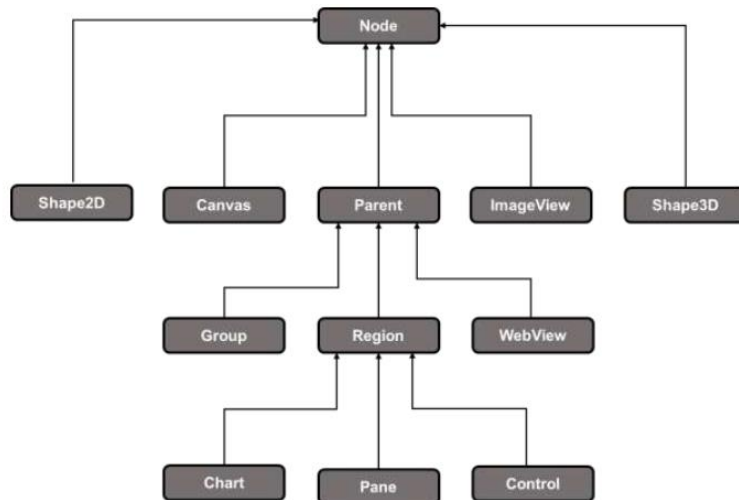 Node
Shape2D
Canvas
Parent
ImageView
Shape3D
Group
Region
WebView
Chart
Pane
Control